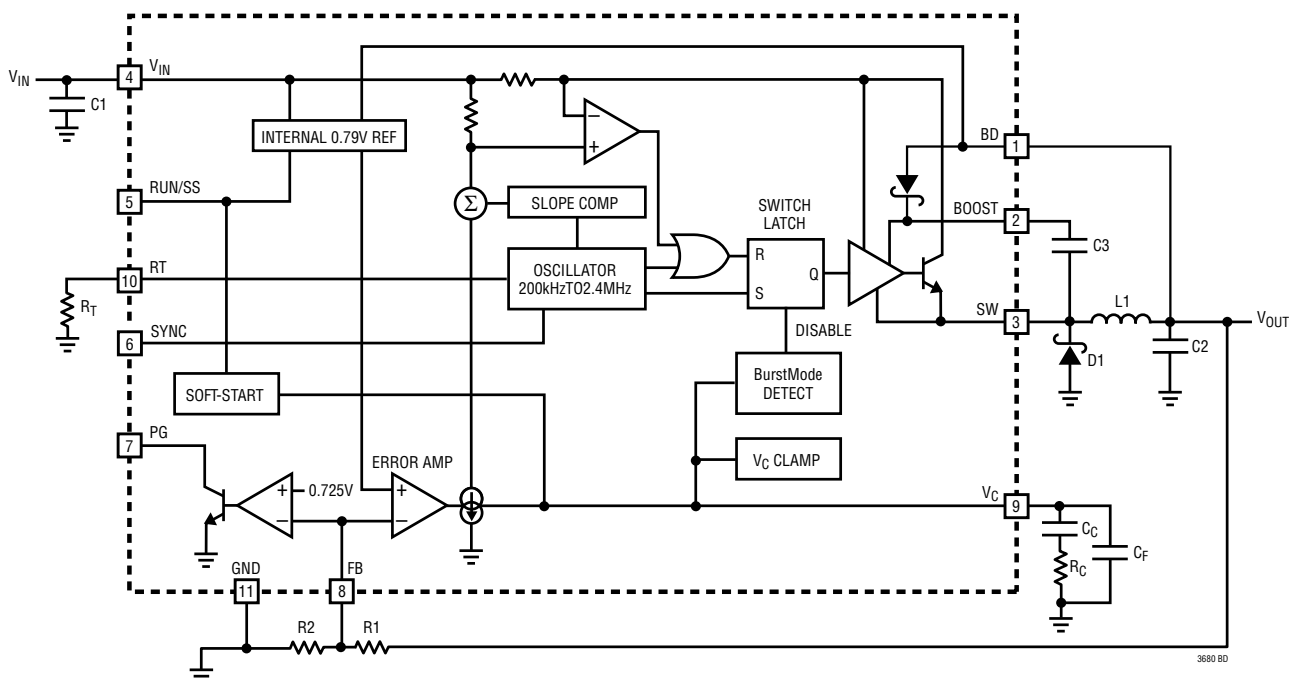 VIN
C1
4
VIN
INTERNAL 0.79V REF
−
+
BD
1
5
RUN/SS
Σ
SLOPE COMP
SWITCH
LATCH
BOOST
2
C3
10
RT
RT
OSCILLATOR
200kHzTO2.4MHz
R
S
Q
SW
3
L1
VOUT
C2
D1
6
SYNC
DISABLE
SOFT-START
BurstMode
DETECT
VC CLAMP
7
PG
ERROR AMP
+
0.725V
−
+
−
VC
9
CC
RC
CF
GND
11
FB
8
R2
R1
3680 BD